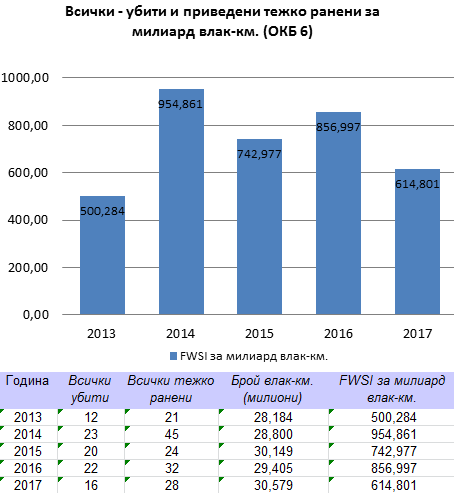 Всички - убити и приведени тежко ранени за
милиард влак-км. (ОКБ 6)
1000,00
800,00
600,00
400,00
200,00
0,00
500,284
954,861
742,977
856,997
614,801
2013 2014 2015 2016 2017
FWSI за милиард влак-км.
Година Всички убити Всички тежко ранени Брой влак-км. (милиони) FWSI за милиард влак-км.
2013 12 21 28,184 500,284
2014 23 45 28,800 954,861
2015 20 24 30,149 742,977
2016 22 32 29,405 856,997
2017 16 28 30,579 614,801